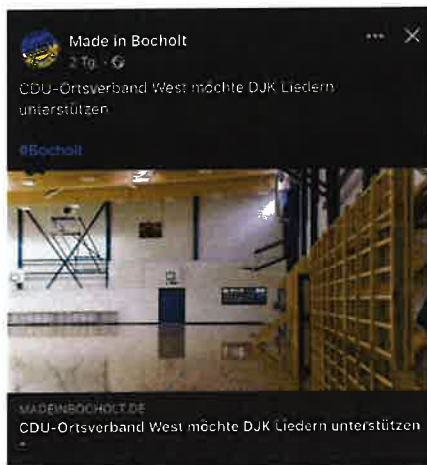 Made in Bocholt
2 Tg.
CDU-Ortsverband West möchte DJK Liedern
unterstützen
#Bocholt
MADEINBOCHOLT.DE
CDU-Ortsverband West möchte DJK Liedern unterstützen